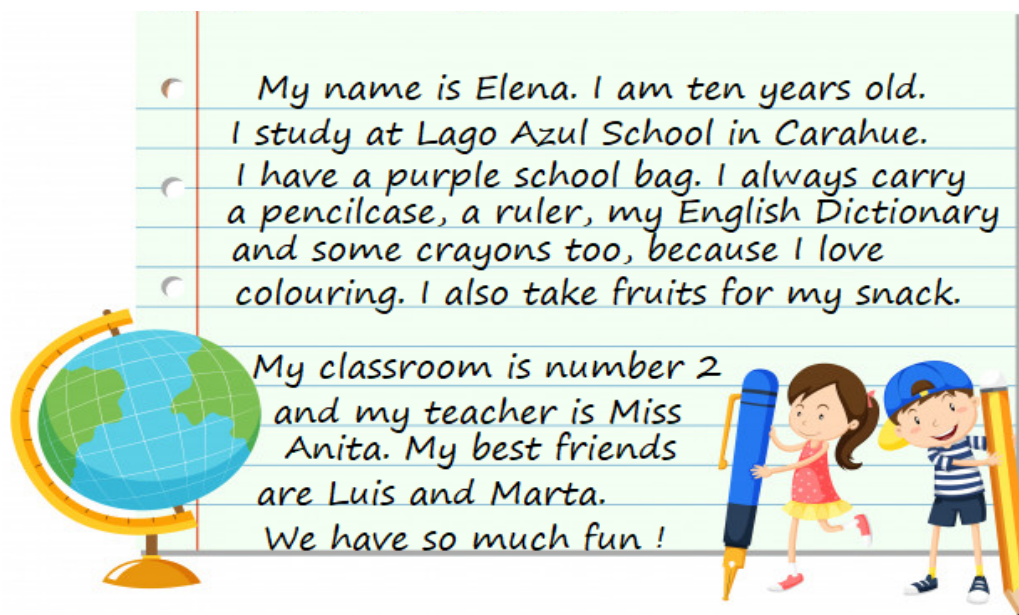 My name is Elena. I am ten years old.
I study at Lago Azul School in Carahue.
I have a purple school bag. I always carry
a pencilcase, a ruler, my English Dictionary
and some crayons too, because I love
colouring. I also take fruits for my snack.
My classroom is number 2
and my teacher is Miss
Anita. My best friends
are Luis and Marta.
We have so much fun !